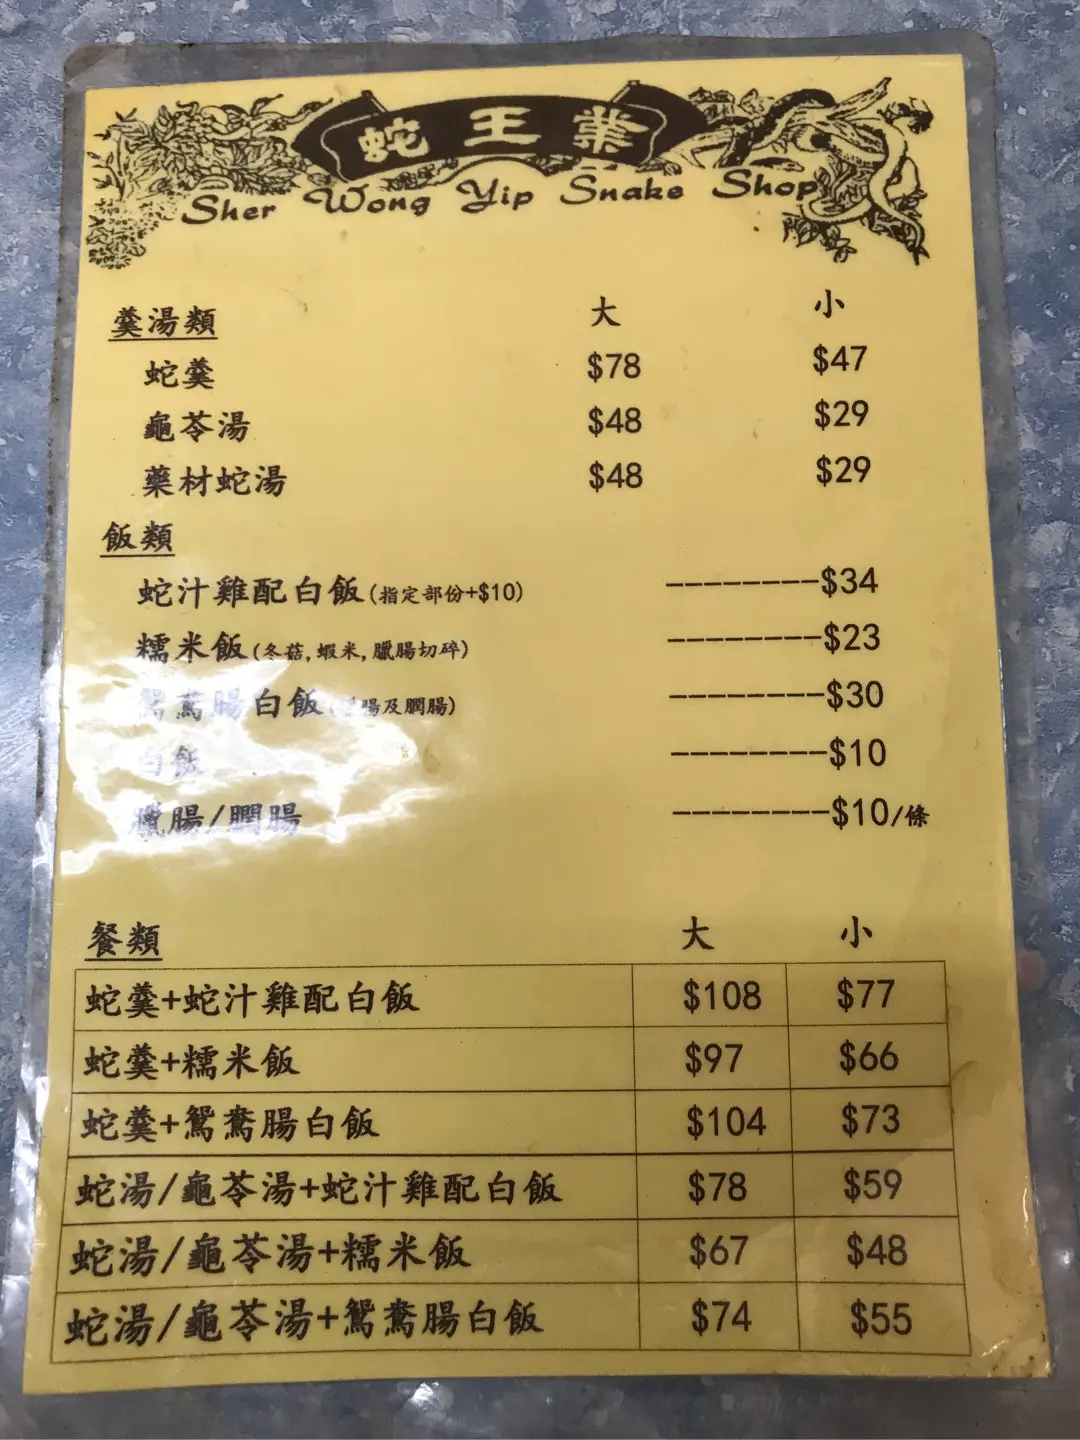 蛇王業
Sher Wong Yip Snake Shop
羹湯類 大 小
蛇羹 $78 $47
龜苓湯 $48 $29
藥材蛇湯 $48 $29
飯類
蛇汁雞配白飯(指定部份+$10) ---------$34
糯米飯(冬菇,蝦米,臘腸切碎) ---------$23
鴛鴦腸白飯(腸及膶腸) ---------$30
白飯 ---------$10
臘腸/膶腸 ---------$10/條
餐類 大 小
蛇羹+蛇汁雞配白飯 $108 $77
蛇羹+糯米飯 $97 $66
蛇羹+鴛鴦腸白飯 $104 $73
蛇湯/龜苓湯+蛇汁雞配白飯 $78 $59
蛇湯/龜苓湯+糯米飯 $67 $48
蛇湯/龜苓湯+鴛鴦腸白飯 $74 $55